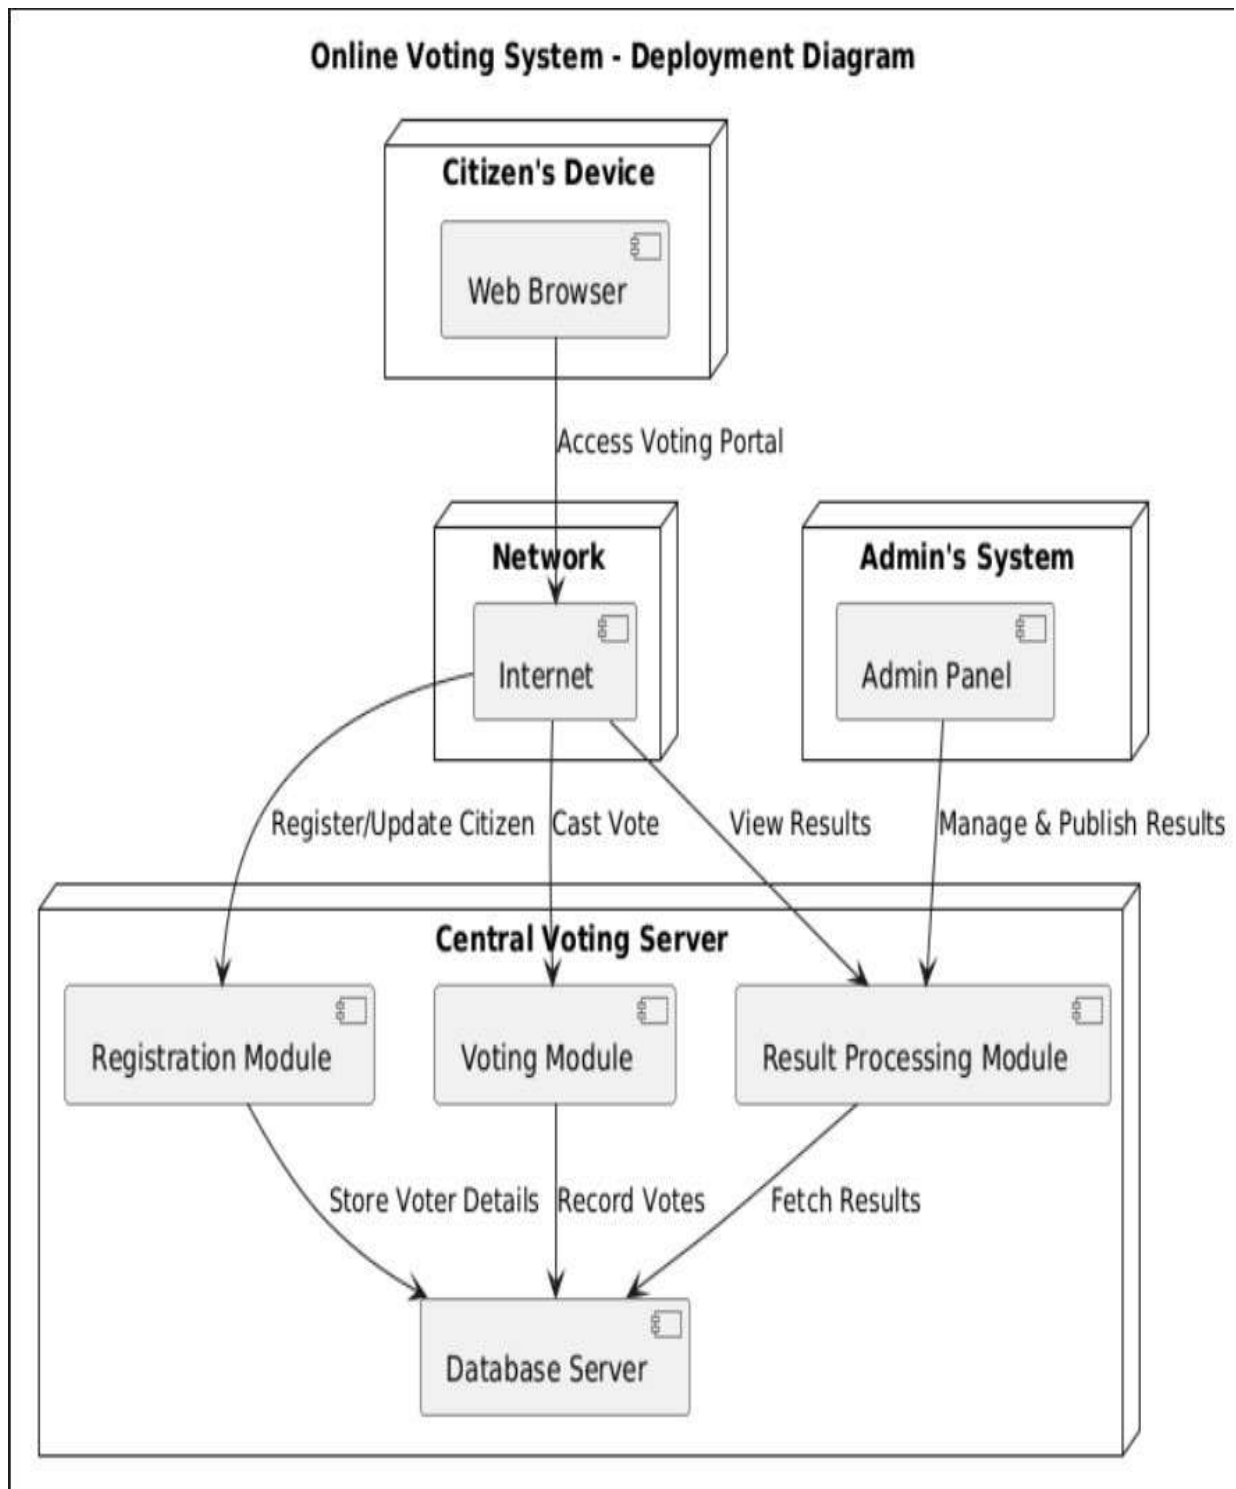 Online Voting System - Deployment Diagram
Citizen's Device
Web Browser
Access Voting Portal
Network
Admin's System
Internet
Admin Panel
Register/Update Citizen
Cast Vote
View Results
Manage & Publish Results
Central Voting Server
Registration Module
Voting Module
Result Processing Module
Store Voter Details
Record Votes
Fetch Results
Database Server